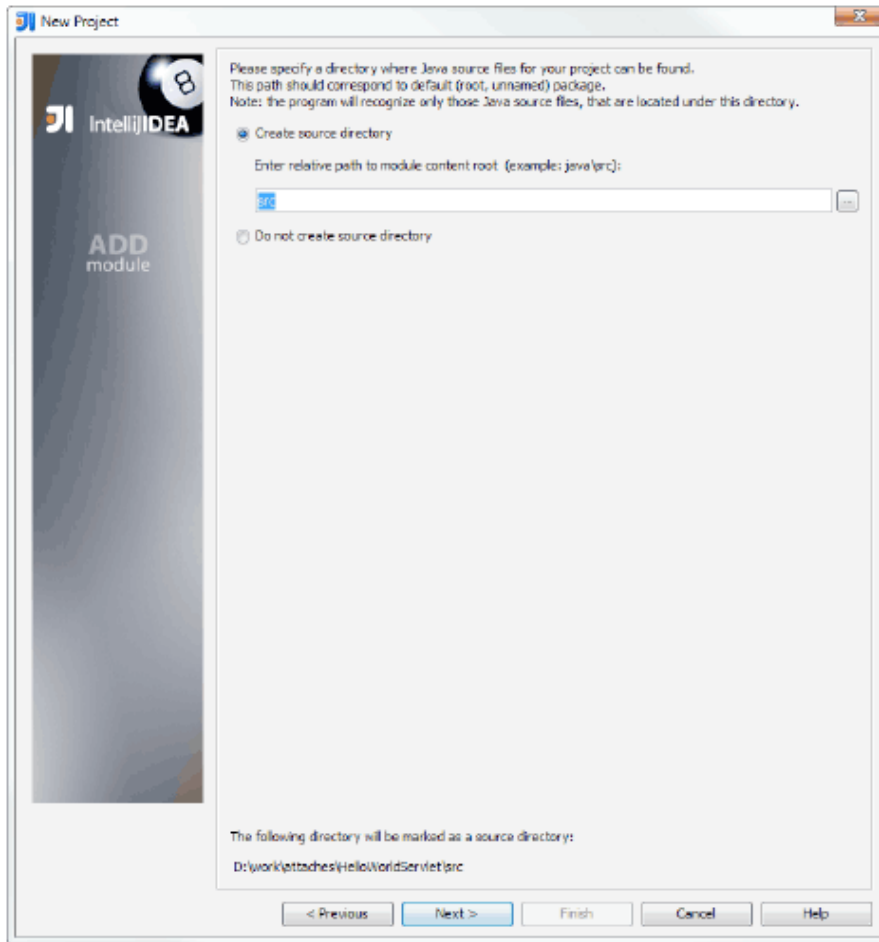 New Project
8
IntelliJIDEA
ADD
module
Please specify a directory where Java source files for your project can be found.
This path should correspond to default (root, unnamed) package.
Note: the program will recognize only those Java source files, that are located under this directory.
Create source directory
Enter relative path to module content root (example: java\src):
src
...
Do not create source directory
The following directory will be marked as a source directory:
D:\work\attaches\HelloWorldServlet\src
< Previous
Next >
Finish
Cancel
Help